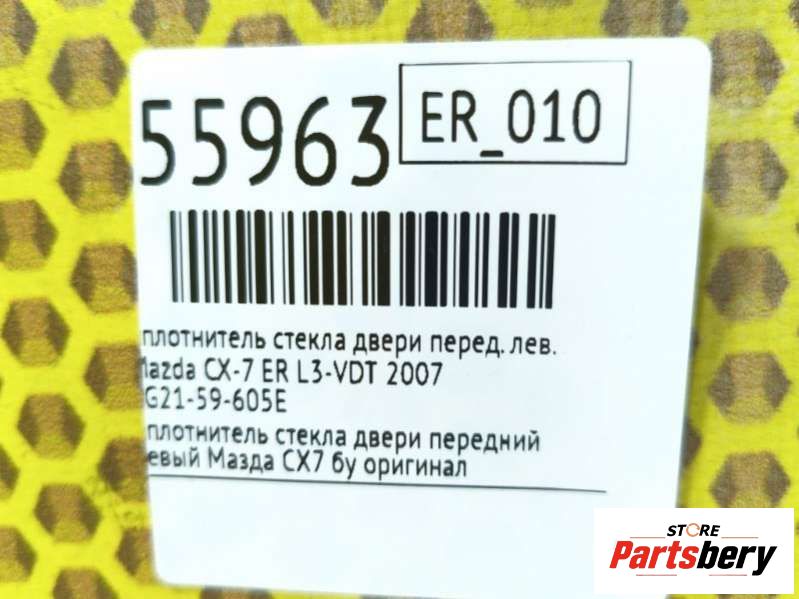 55963
ER_010
плотнитель стекла двери перед. лев.
Mazda CX-7 ER L3-VDT 2007
G21-59-605E
плотнитель стекла двери передний
евый Мазда СХ7 бу оригинал
STORE
Partsbery